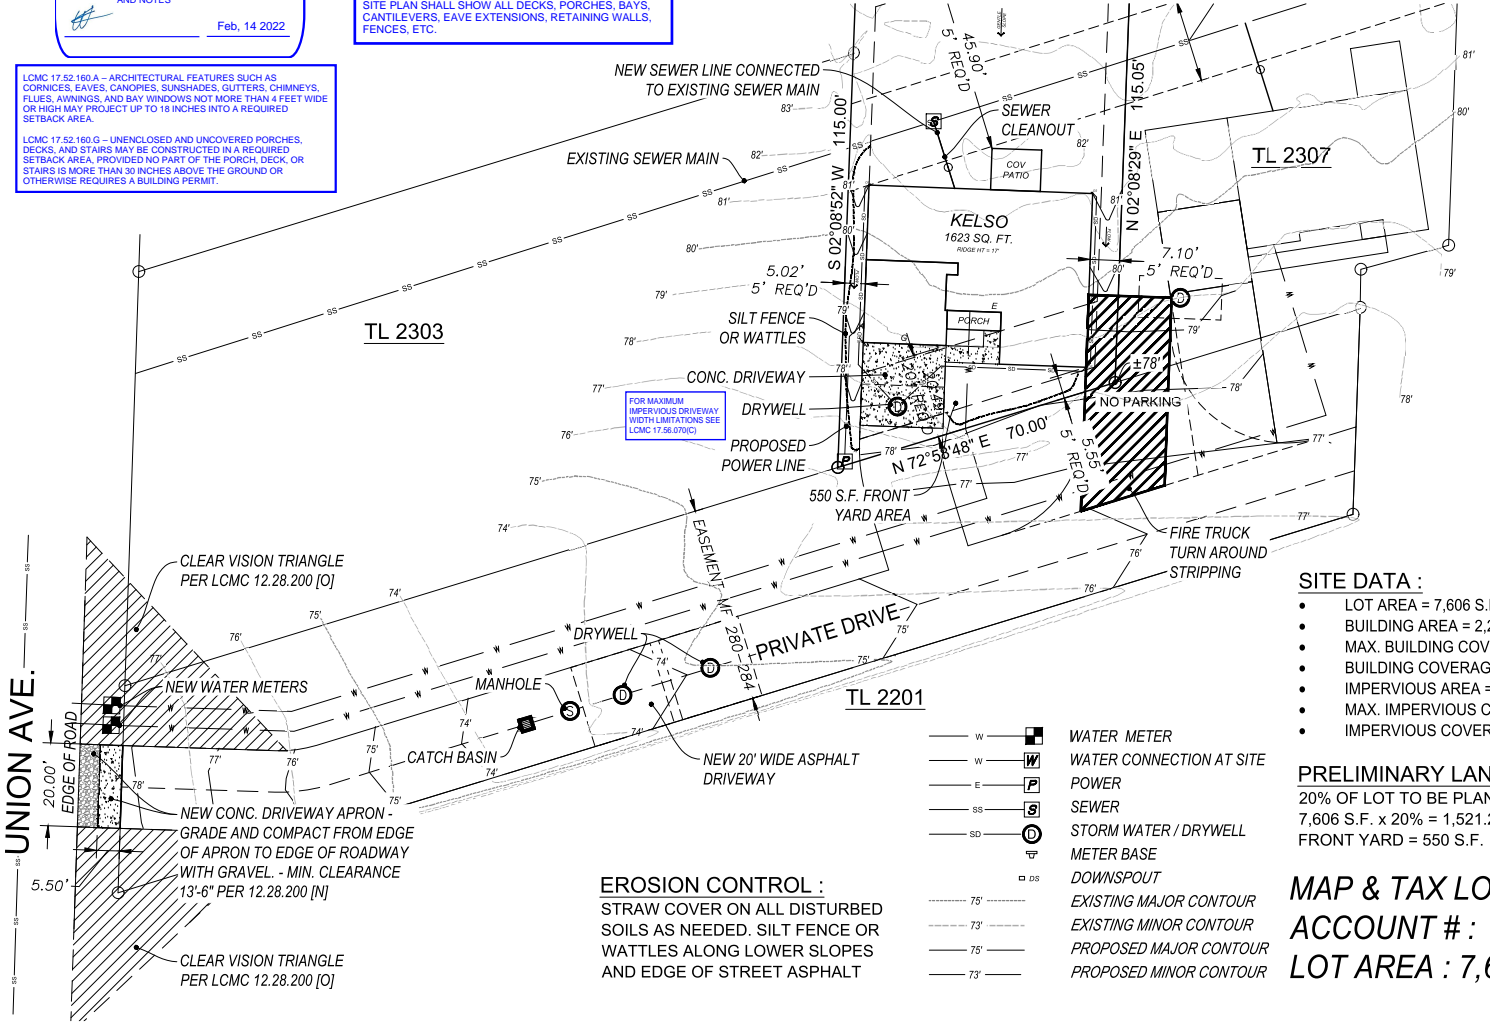 AND NOTES
Feb, 14 2022
SITE PLAN SHALL SHOW ALL DECKS, PORCHES, BAYS,
CANTILEVERS, EAVE EXTENSIONS, RETAINING WALLS,
FENCES, ETC.
LCMC 17.52.160.A – ARCHITECTURAL FEATURES SUCH AS
CORNICES, EAVES, CANOPIES, SUNSHADES, GUTTERS, CHIMNEYS,
FLUES, AWNINGS, AND BAY WINDOWS NOT MORE THAN 4 FEET WIDE
OR HIGH MAY PROJECT UP TO 18 INCHES INTO A REQUIRED
SETBACK AREA.
LCMC 17.52.160.G – UNENCLOSED AND UNCOVERED PORCHES,
DECKS, AND STAIRS MAY BE CONSTRUCTED IN A REQUIRED
SETBACK AREA, PROVIDED NO PART OF THE PORCH, DECK, OR
STAIRS IS MORE THAN 30 INCHES ABOVE THE GROUND OR
OTHERWISE REQUIRES A BUILDING PERMIT.
NEW SEWER LINE CONNECTED
TO EXISTING SEWER MAIN
EXISTING SEWER MAIN
SEWER
CLEANOUT
45.90'
5' REQ'D
S 02°08'52" W 115.00'
N 02°08'29" E 115.05'
TL 2307
TL 2303
COV
PATIO
KELSO
1623 SQ. FT.
RIDGE HT = 17'
5.02'
5' REQ'D
7.10'
5' REQ'D
PORCH
E
SILT FENCE
OR WATTLES
CONC. DRIVEWAY
DRYWELL
FOR MAXIMUM
IMPERVIOUS DRIVEWAY
WIDTH LIMITATIONS SEE
LCMC 17.56.070(C)
PROPOSED
POWER LINE
±78'
NO PARKING
N 72°58'48" E 70.00'
5.55'
5' REQ'D
550 S.F. FRONT
YARD AREA
FIRE TRUCK
TURN AROUND
STRIPPING
EASEMENT MF 280-284
PRIVATE DRIVE
TL 2201
CLEAR VISION TRIANGLE
PER LCMC 12.28.200 [O]
NEW WATER METERS
UNION AVE.
EDGE OF ROAD
20.00'
5.50'
DRYWELL
MANHOLE
CATCH BASIN
NEW 20' WIDE ASPHALT
DRIVEWAY
NEW CONC. DRIVEWAY APRON -
GRADE AND COMPACT FROM EDGE
OF APRON TO EDGE OF ROADWAY
WITH GRAVEL. - MIN. CLEARANCE
13'-6" PER 12.28.200 [N]
CLEAR VISION TRIANGLE
PER LCMC 12.28.200 [O]
EROSION CONTROL :
STRAW COVER ON ALL DISTURBED
SOILS AS NEEDED. SILT FENCE OR
WATTLES ALONG LOWER SLOPES
AND EDGE OF STREET ASPHALT
W WATER METER
W W WATER CONNECTION AT SITE
E P POWER
SS S SEWER
SD D STORM WATER / DRYWELL
METER BASE
DS DOWNSPOUT
75' EXISTING MAJOR CONTOUR
73' EXISTING MINOR CONTOUR
75' PROPOSED MAJOR CONTOUR
73' PROPOSED MINOR CONTOUR
SITE DATA :
• LOT AREA = 7,606 S.
• BUILDING AREA = 2,
• MAX. BUILDING COV
• BUILDING COVERAG
• IMPERVIOUS AREA =
• MAX. IMPERVIOUS C
• IMPERVIOUS COVER
PRELIMINARY LAN
20% OF LOT TO BE PLAN
7,606 S.F. x 20% = 1,521.
FRONT YARD = 550 S.F.
MAP & TAX LO
ACCOUNT # :
LOT AREA : 7,6